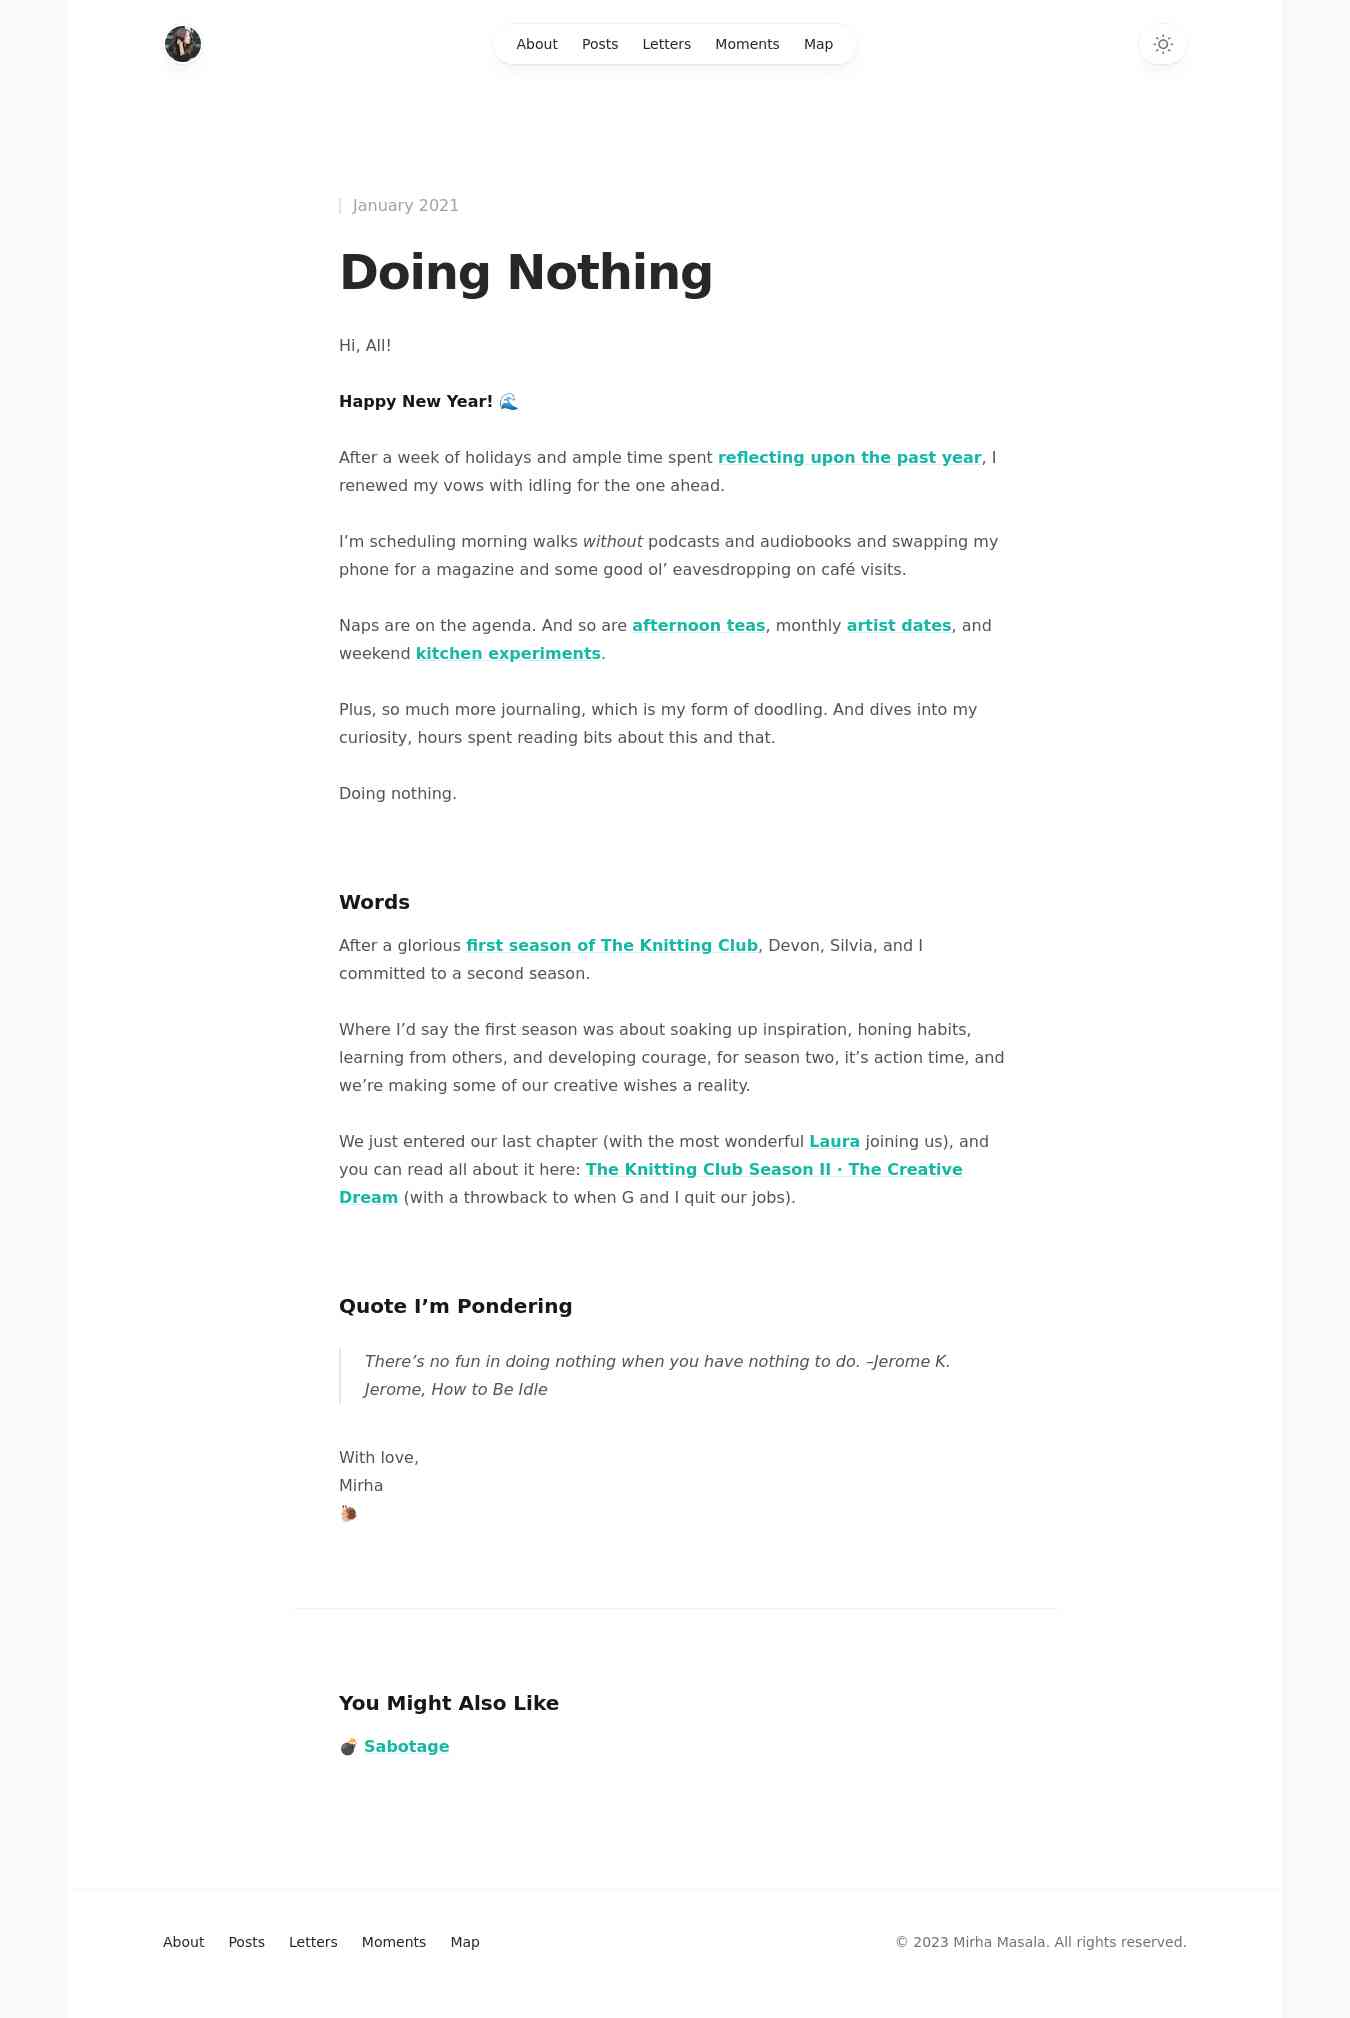 About Posts Letters Moments Map
January 2021
Doing Nothing
Hi, All!
Happy New Year! 🌊
After a week of holidays and ample time spent reflecting upon the past year, I
renewed my vows with idling for the one ahead.
I’m scheduling morning walks without podcasts and audiobooks and swapping my
phone for a magazine and some good ol’ eavesdropping on café visits.
Naps are on the agenda. And so are afternoon teas, monthly artist dates, and
weekend kitchen experiments.
Plus, so much more journaling, which is my form of doodling. And dives into my
curiosity, hours spent reading bits about this and that.
Doing nothing.
Words
After a glorious first season of The Knitting Club, Devon, Silvia, and I
committed to a second season.
Where I’d say the first season was about soaking up inspiration, honing habits,
learning from others, and developing courage, for season two, it’s action time, and
we’re making some of our creative wishes a reality.
We just entered our last chapter (with the most wonderful Laura joining us), and
you can read all about it here: The Knitting Club Season II · The Creative
Dream (with a throwback to when G and I quit our jobs).
Quote I’m Pondering
There’s no fun in doing nothing when you have nothing to do. –Jerome K.
Jerome, How to Be Idle
With love,
Mirha
🐌
You Might Also Like
💣 Sabotage
About Posts Letters Moments Map
© 2023 Mirha Masala. All rights reserved.